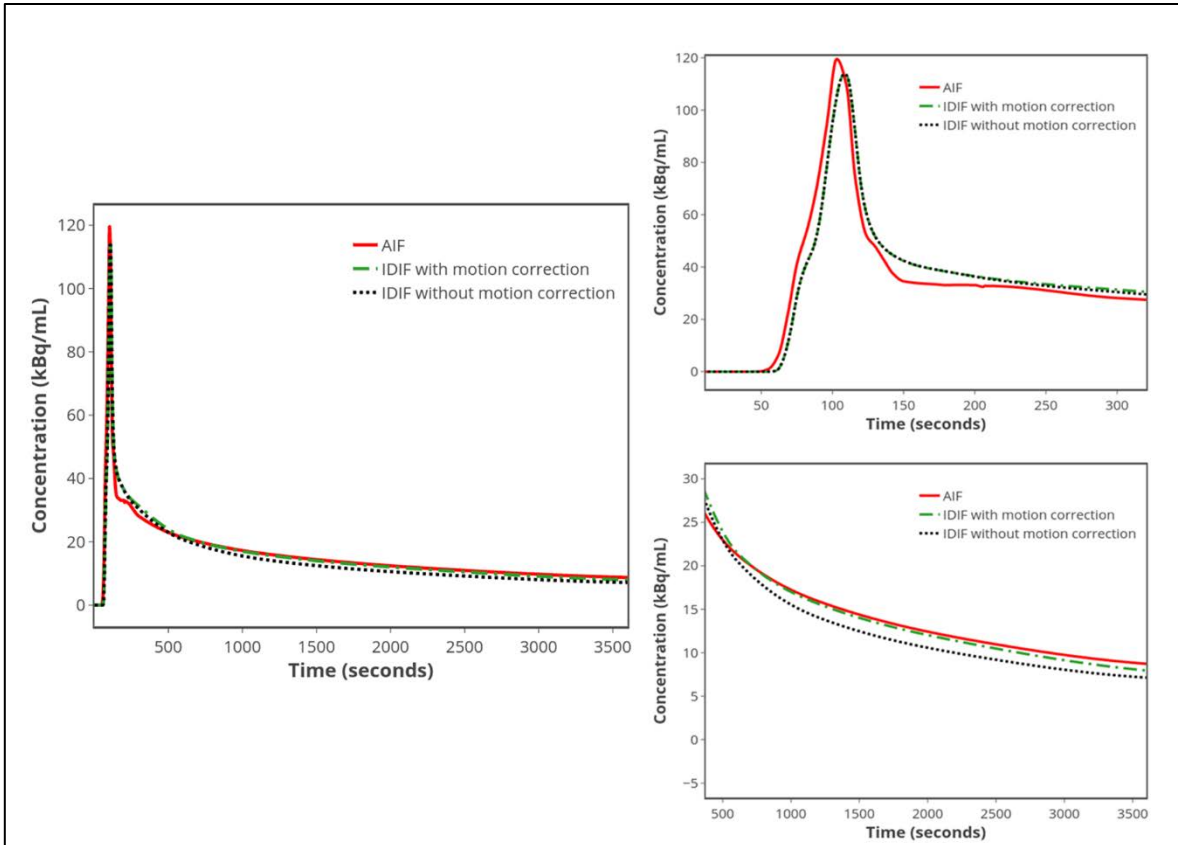 120
100
80
60
40
20
0
Concentration (kBq/mL)
AIF
IDIF with motion correction
IDIF without motion correction
500 1000 1500 2000 2500 3000 3500
Time (seconds)
120
100
80
60
40
20
0
Concentration (kBq/mL)
AIF
IDIF with motion correction
IDIF without motion correction
50 100 150 200 250 300
Time (seconds)
30
25
20
15
10
5
0
−5
Concentration (kBq/mL)
AIF
IDIF with motion correction
IDIF without motion correction
500 1000 1500 2000 2500 3000 3500
Time (seconds)